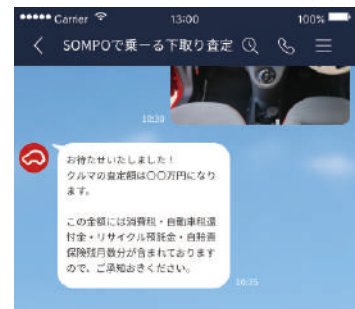 Carrier
13:00
100%
SOMPOで乗ーる下取り査定
10:30
お待たせいたしました！
クルマの査定額は〇〇万円になり
ます。
この金額には消費税・自動車税還
付金・リサイクル預託金・自賠責
保険残月数分が含まれております
ので、ご承知おきください。
10:35